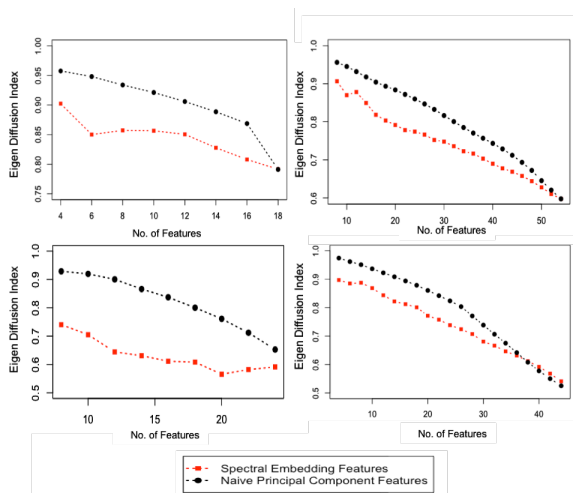 1.00
0.95
0.90
0.85
0.80
0.75
Eigen Diffusion Index
4 6 8 10 12 14 16 18
No. of Features
1.0
0.9
0.8
0.7
0.6
Eigen Diffusion Index
10 20 30 40 50
No. of Features
1.0
0.9
0.8
0.7
0.6
0.5
Eigen Diffusion Index
10 15 20
No. of Features
1.0
0.9
0.8
0.7
0.6
0.5
Eigen Diffusion Index
10 20 30 40
No. of Features
Spectral Embedding Features
Naive Principal Component Features